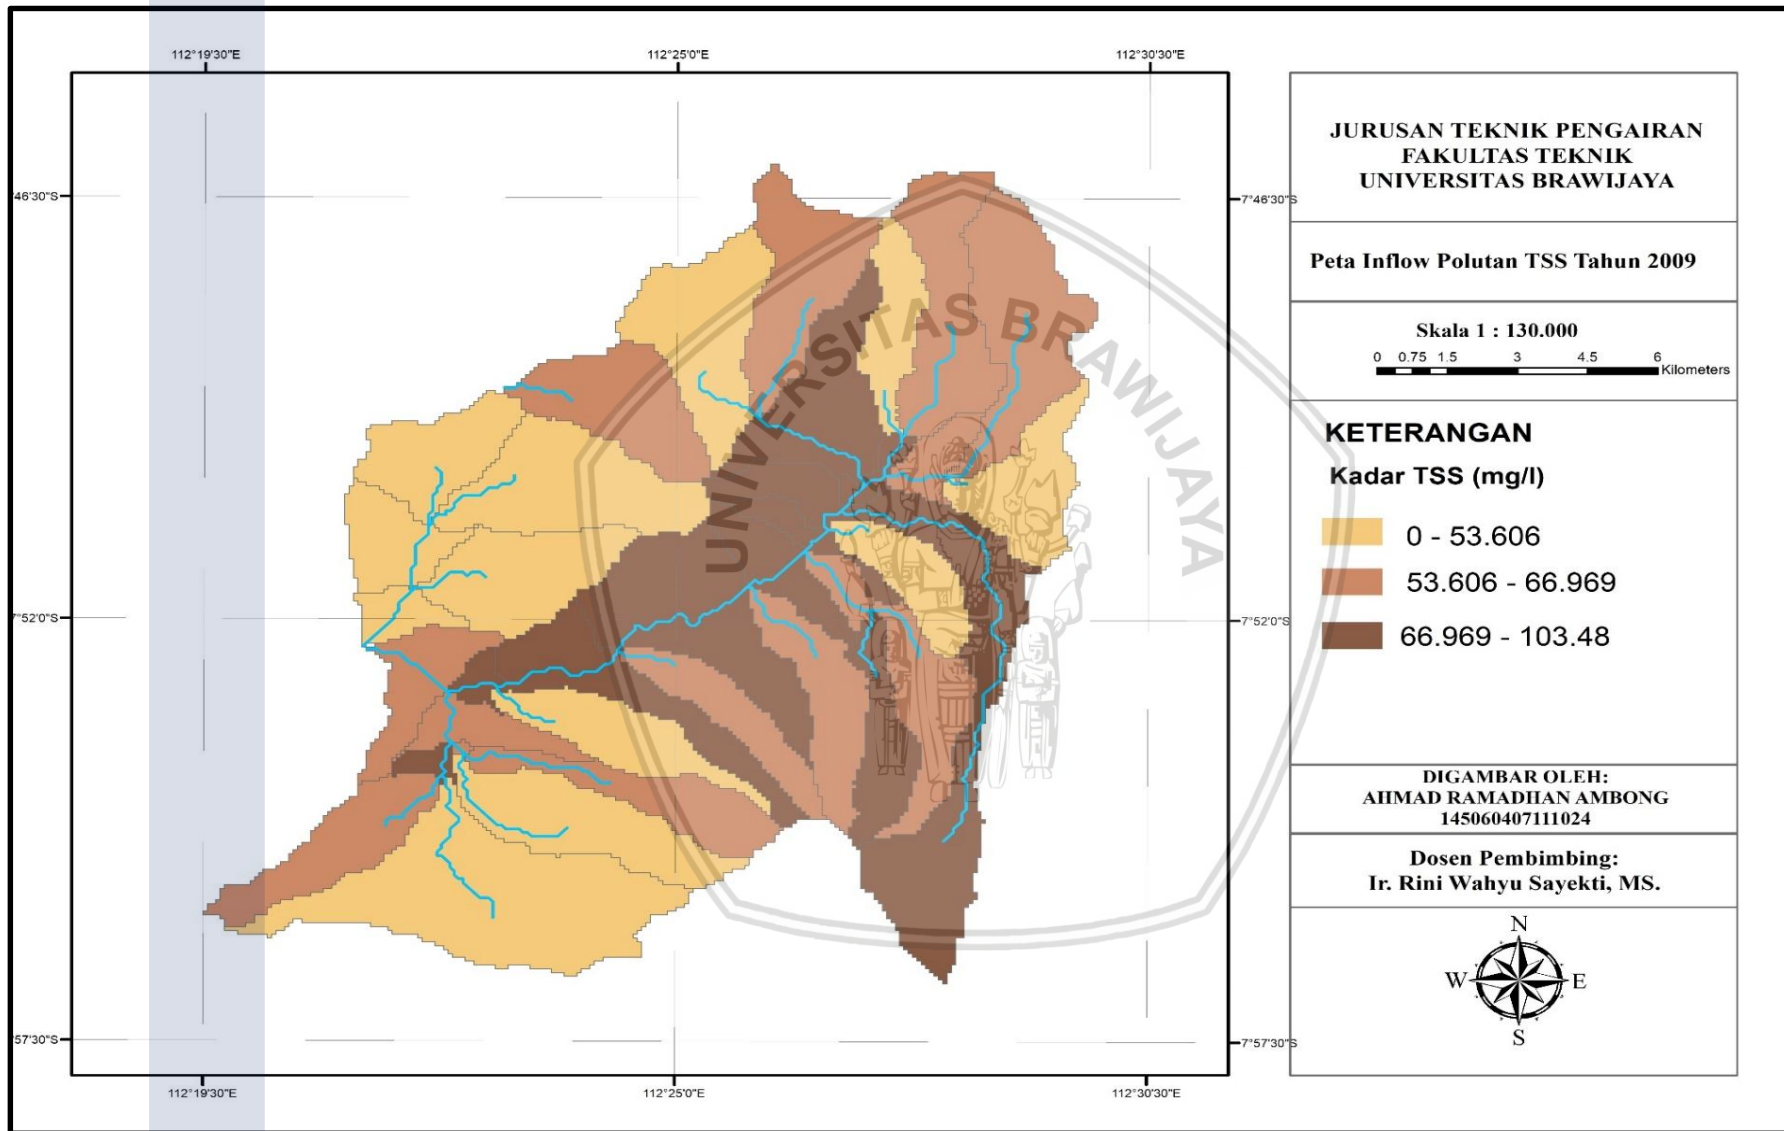 112°19'30"E
112°25'0"E
112°30'30"E
7°46'30"S
7°46'30"S
7°52'0"S
7°52'0"S
7°57'30"S
7°57'30"S
112°19'30"E
112°25'0"E
112°30'30"E
UNIVERSITAS BRAWIJAYA
JURUSAN TEKNIK PENGAIRAN
FAKULTAS TEKNIK
UNIVERSITAS BRAWIJAYA
Peta Inflow Polutan TSS Tahun 2009
Skala 1 : 130.000
0 0.75 1.5 3 4.5 6
Kilometers
KETERANGAN
Kadar TSS (mg/l)
0 - 53.606
53.606 - 66.969
66.969 - 103.48
DIGAMBAR OLEH:
AHMAD RAMADHAN AMBONG
145060407111024
Dosen Pembimbing:
Ir. Rini Wahyu Sayekti, MS.
N
W E
S